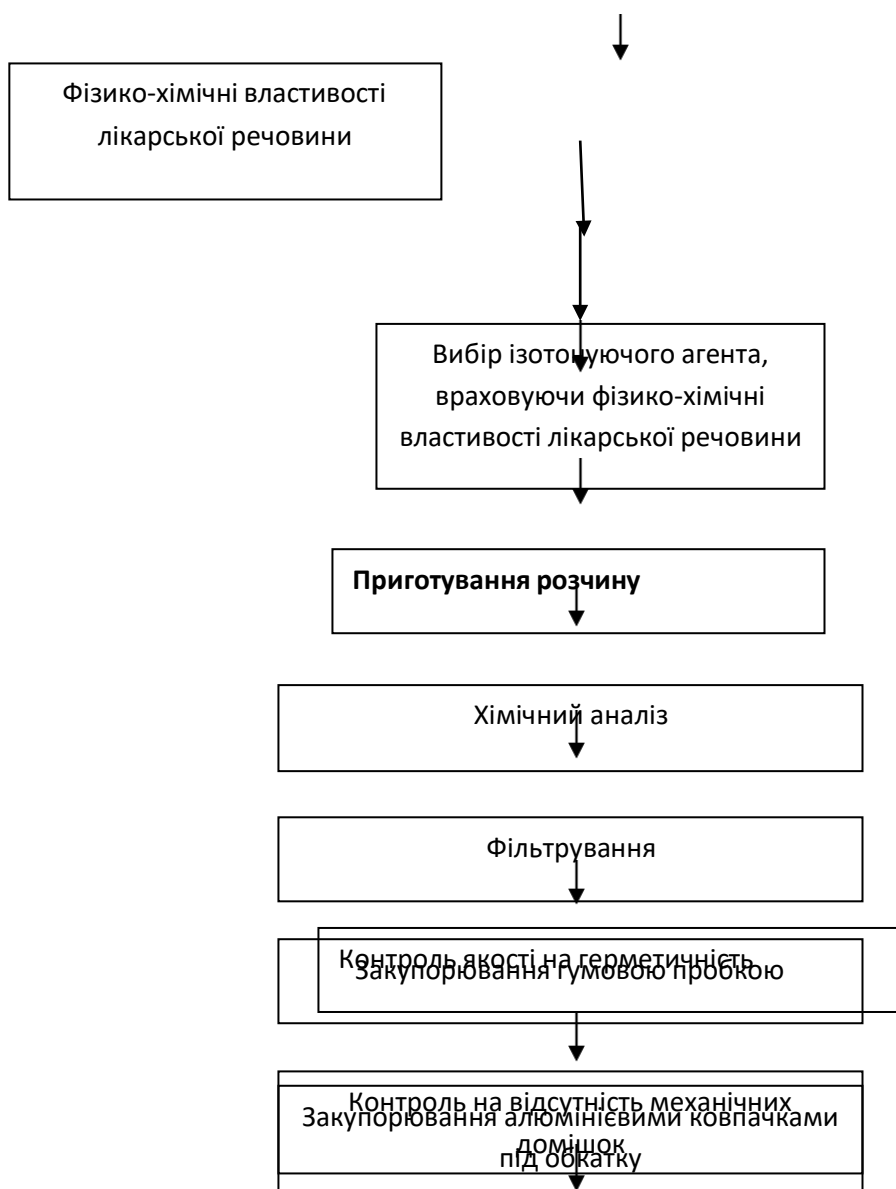 Фізико-хімічні властивості
лікарської речовини
Вибір ізотонуючого агента,
враховуючи фізико-хімічні
властивості лікарської речовини
Приготування розчину
Хімічний аналіз
Фільтрування
Контроль якості на герметичність
Закупорювання гумовою пробкою
Контроль на відсутність механічних
домішок
Закупорювання алюмінієвими ковпачками
під обкатку